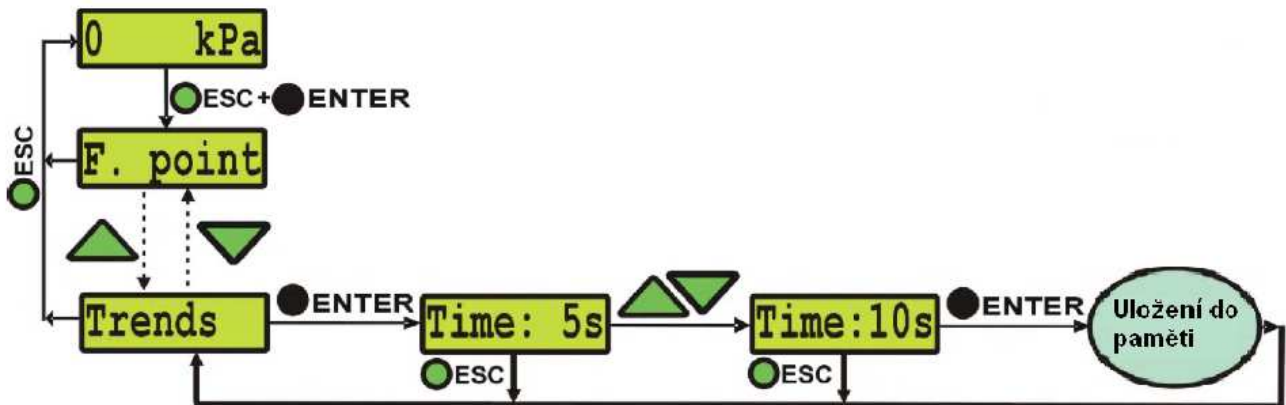 0 kPa
ESC + ENTER
ESC
F. point
Trends
ENTER
Time: 5s
Time:10s
ENTER
Uložení do
paměti
ESC
ESC